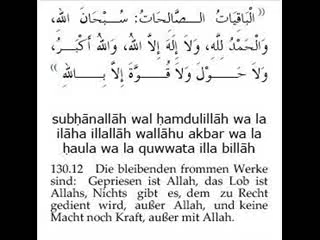 (( الْبَاقِيَاتُ الصَّالِحَاتُ: سُبْحَانَ اللهِ،
وَالْحَمْدُ لِلَّهِ، وَلَا إِلَهَ إِلَّا اللهُ، وَاللهُ أَكْبَرُ،
وَلَا حَوْلَ وَلَا قُوَّةَ إِلَّا بِاللهِ ))
subḥānallāh wal ḥamdulillāh wa la
ilāha illallāh wallāhu akbar wa la
ḥaula wa la quwwata illa billāh
130.12 Die bleibenden frommen Werke
sind: Gepriesen ist Allah, das Lob ist
Allahs, Nichts gibt es, dem zu Recht
gedient wird, außer Allah, und keine
Macht noch Kraft, außer mit Allah.